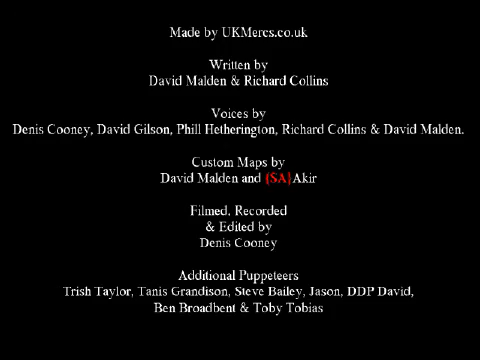 Made by UKMercs.co.uk
Written by
David Malden & Richard Collins
Voices by
Denis Cooney, David Gilson, Phill Hetherington, Richard Collins & David Malden.
Custom Maps by
David Malden and {SA}Akir
Filmed, Recorded
& Edited by
Denis Cooney
Additional Puppeteers
Trish Taylor, Tanis Grandison, Steve Bailey, Jason, DDP David,
Ben Broadbent & Toby Tobias